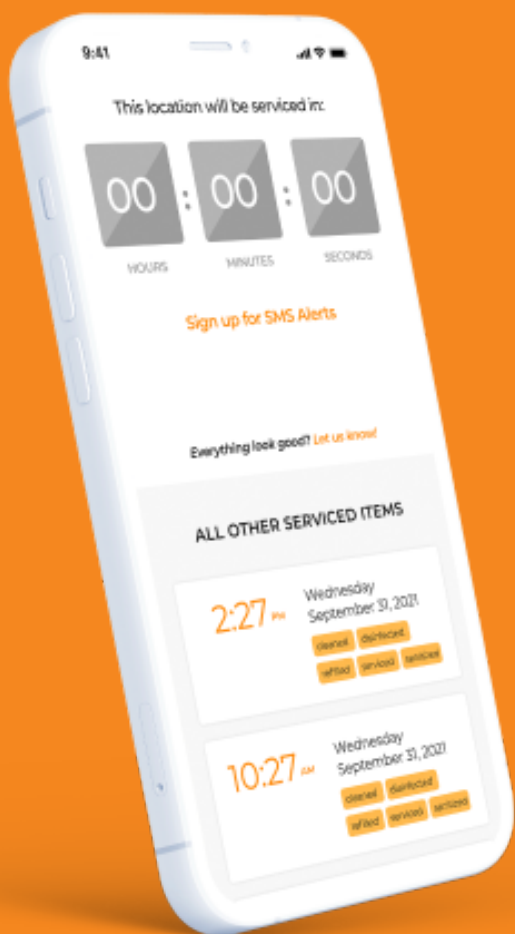 9:41
This location will be serviced in:
00 : 00 : 00
HOURS MINUTES SECONDS
Sign up for SMS Alerts
Everything look good? Let us know!
ALL OTHER SERVICED ITEMS
2:27 PM
Wednesday
September 31, 2021
cleaned disinfected
refilled serviced sanitized
10:27 AM
Wednesday
September 31, 2021
cleaned disinfected
refilled serviced sanitized